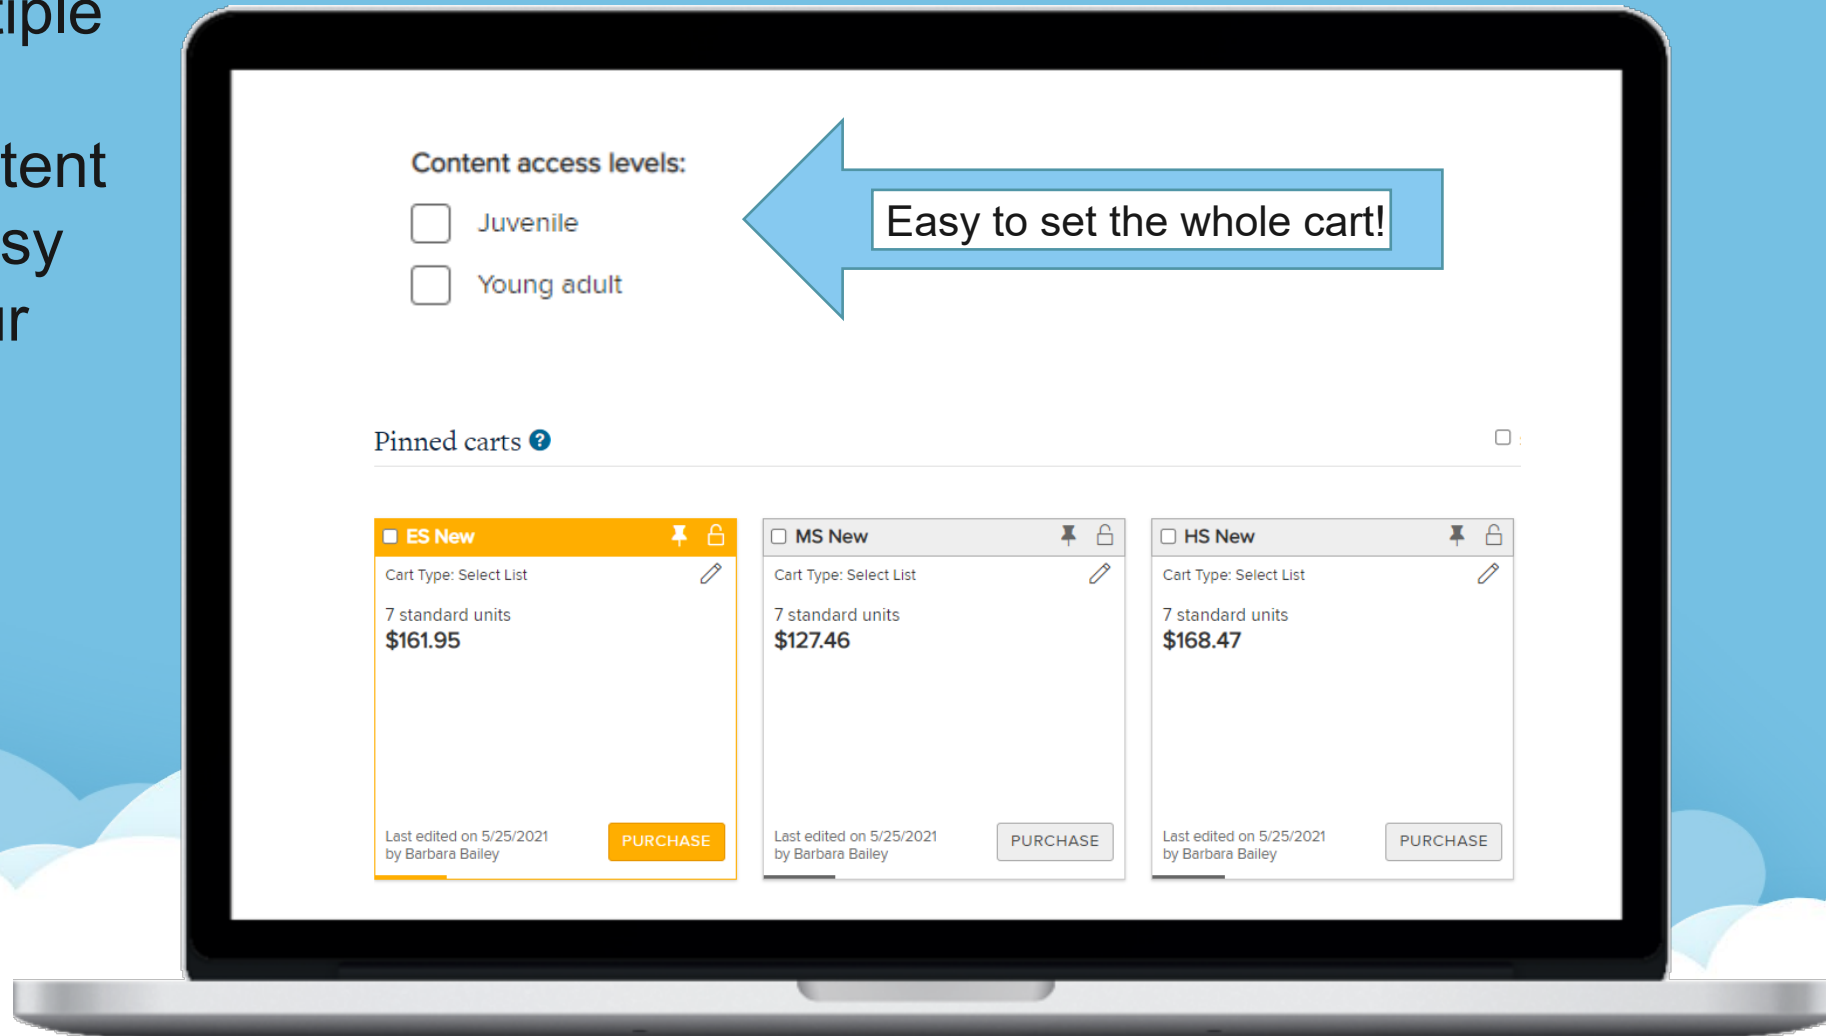 tiple
tent
sy
ur
Content access levels:
Juvenile
Young adult
Easy to set the whole cart!
Pinned carts ?
ES New
Cart Type: Select List
7 standard units
$161.95
Last edited on 5/25/2021
by Barbara Bailey
PURCHASE
MS New
Cart Type: Select List
7 standard units
$127.46
Last edited on 5/25/2021
by Barbara Bailey
PURCHASE
HS New
Cart Type: Select List
7 standard units
$168.47
Last edited on 5/25/2021
by Barbara Bailey
PURCHASE